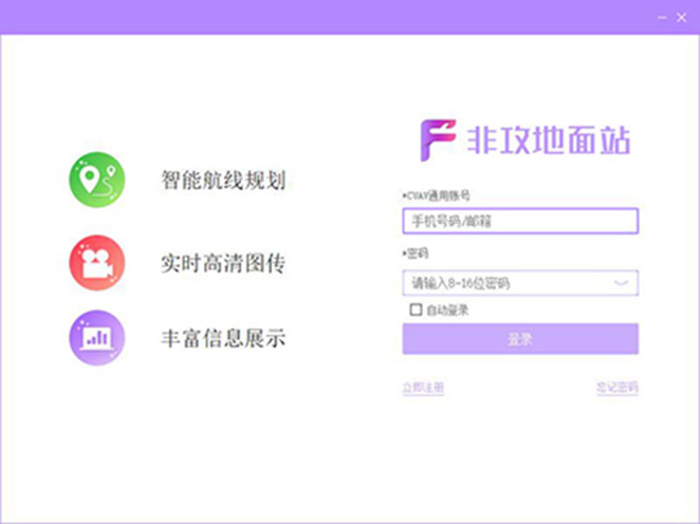 智能航线规划
实时高清图传
丰富信息展示
非攻地面站
*CUAV通用账号
手机号码/邮箱
*密码
请输入8-16位密码
自动登录
登录
立即注册
忘记密码